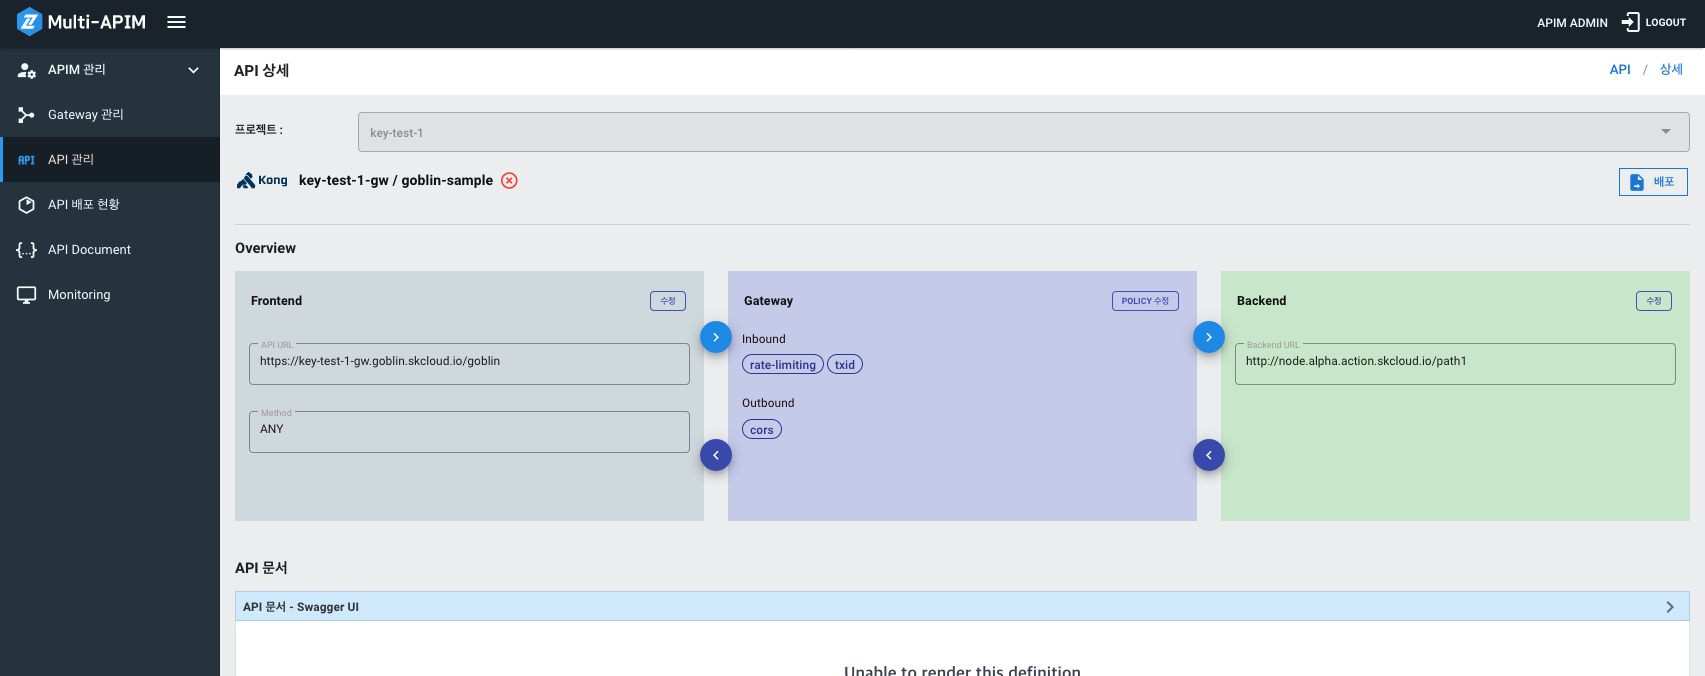 Multi-APIM
APIM ADMIN
LOGOUT
APIM 관리
Gateway 관리
API 관리
API 배포 현황
API Document
Monitoring
API 상세
API / 상세
프로젝트 :
key-test-1
Kong
key-test-1-gw / goblin-sample
배포
Overview
Frontend
수정
API URL
https://key-test-1-gw.goblin.skcloud.io/goblin
Method
ANY
Gateway
POLICY 수정
Inbound
rate-limiting
txid
Outbound
cors
Backend
수정
Backend URL
http://node.alpha.action.skcloud.io/path1
API 문서
API 문서 - Swagger UI
Unable to render this definition